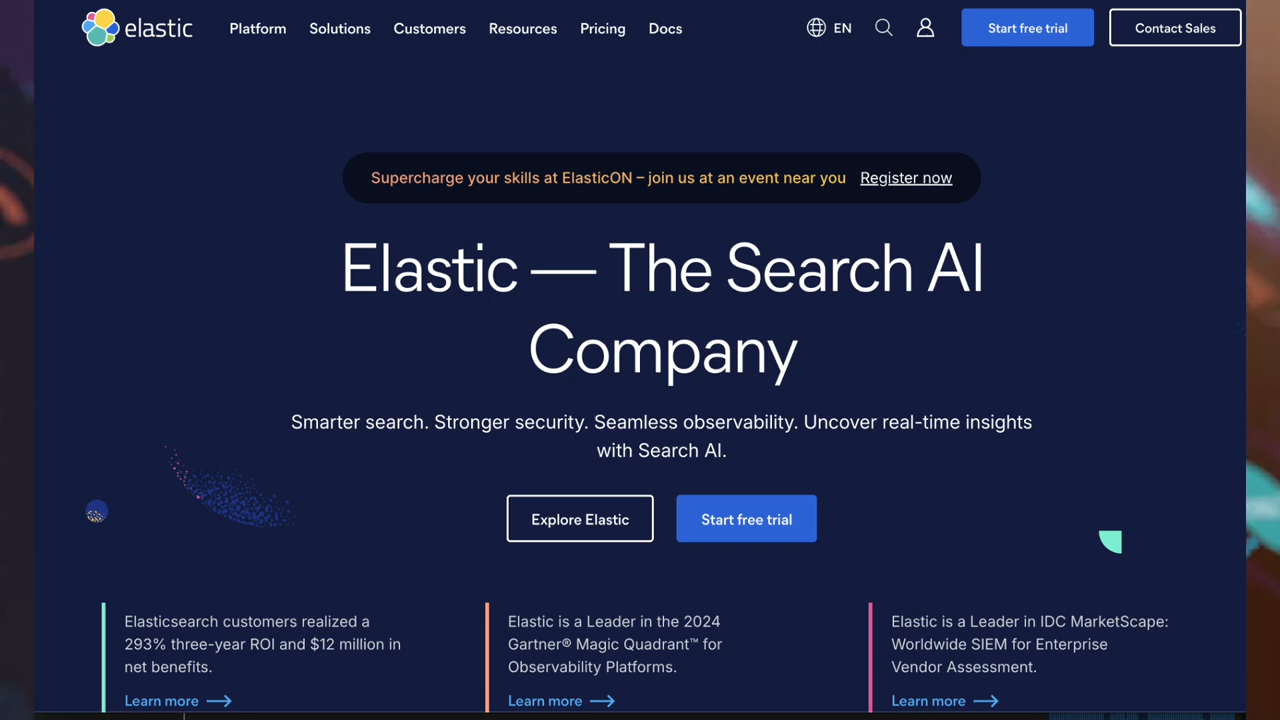 elastic
Platform Solutions Customers Resources Pricing Docs EN Start free trial Contact Sales
Supercharge your skills at ElasticON – join us at an event near you Register now
Elastic — The Search AI
Company
Smarter search. Stronger security. Seamless observability. Uncover real-time insights
with Search AI.
Explore Elastic Start free trial
Elasticsearch customers realized a
293% three-year ROI and $12 million in
net benefits.
Learn more
Elastic is a Leader in the 2024
Gartner® Magic Quadrant™ for
Observability Platforms.
Learn more
Elastic is a Leader in IDC MarketScape:
Worldwide SIEM for Enterprise
Vendor Assessment.
Learn more